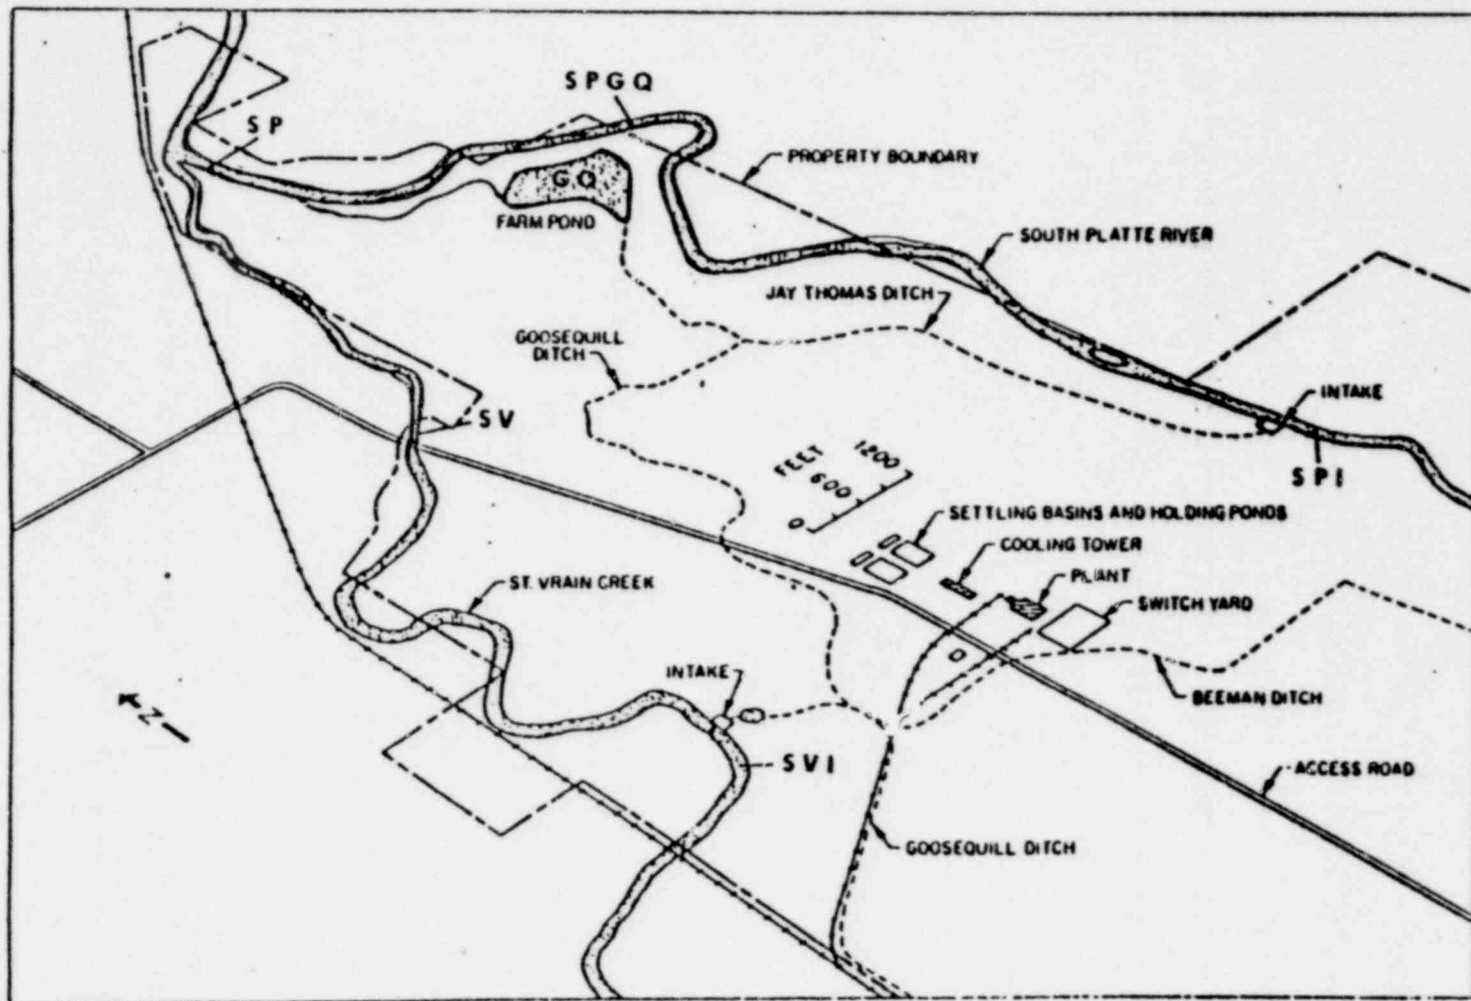 SPGQ
SP
PROPERTY BOUNDARY
GQ
FARM POND
SOUTH PLATTE RIVER
JAY THOMAS DITCH
GOOSEQUILL
DITCH
INTAKE
SV
FEET
0 600 1200
SPI
SETTLING BASINS AND HOLDING PONDS
COOLING TOWER
PLANT
ST. VRAIN CREEK
SWITCH YARD
INTAKE
BEEMAN DITCH
N
SVI
ACCESS ROAD
GOOSEQUILL DITCH